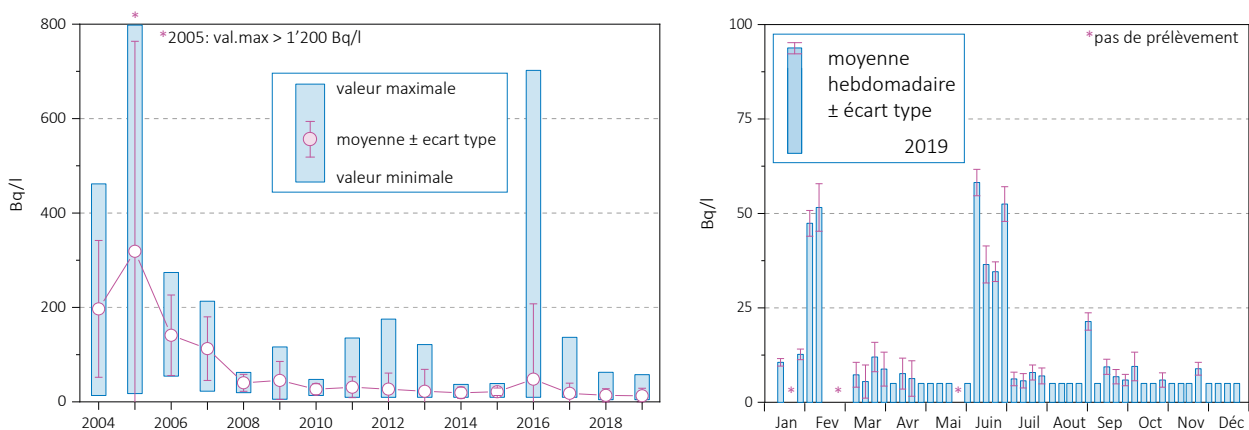 800
600
400
200
0
Bq/l
*
*2005: val.max > 1'200 Bq/l
valeur maximale
moyenne ± ecart type
valeur minimale
2004
2006
2008
2010
2012
2014
2016
2018
100
75
50
25
0
Bq/l
*pas de prélèvement
moyenne
hebdomadaire
± écart type
2019
*
*
*
Jan
Fev
Mar
Avr
Mai
Juin
Juil
Aout
Sep
Oct
Nov
Déc